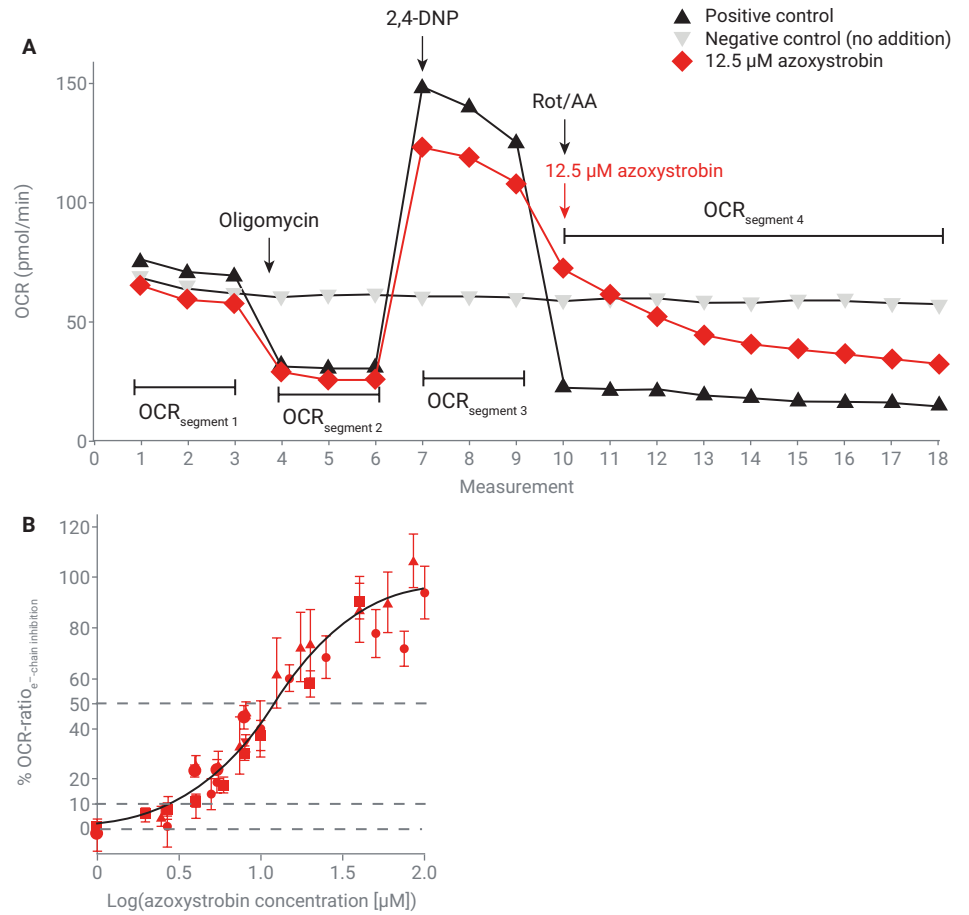 A
2,4-DNP
Positive control
Negative control (no addition)
12.5 µM azoxystrobin
150
Rot/AA
12.5 µM azoxystrobin
OCR (pmol/min)
100
OCRsegment 4
Oligomycin
50
OCRsegment 1
OCRsegment 2
OCRsegment 3
0
0 1 2 3 4 5 6 7 8 9 10 11 12 13 14 15 16 17 18
Measurement
B
120
100
80
60
50
40
20
10
0
% OCR-ratio e⁻-chain inhibition
0 0.5 1.0 1.5 2.0
Log(azoxystrobin concentration [µM])